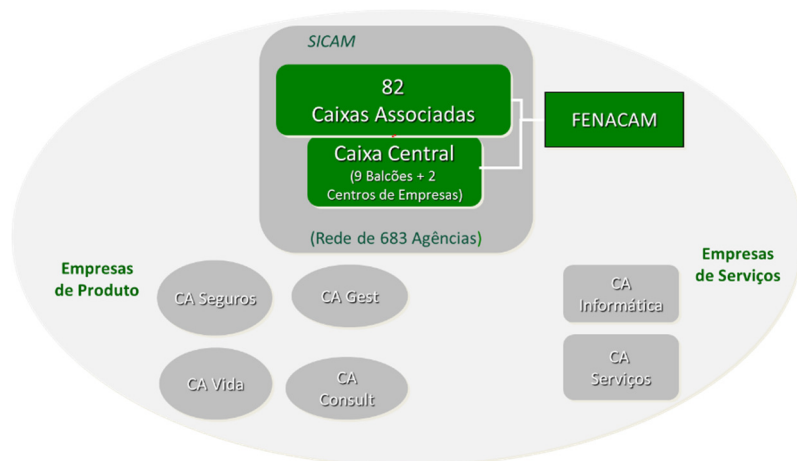 SICAM
82
Caixas Associadas
FENACAM
Caixa Central
(9 Balcões + 2
Centros de Empresas)
(Rede de 683 Agências)
Empresas
de Produto
CA Seguros
CA Gest
CA Vida
CA
Consult
Empresas
de Serviços
CA
Informática
CA
Serviços